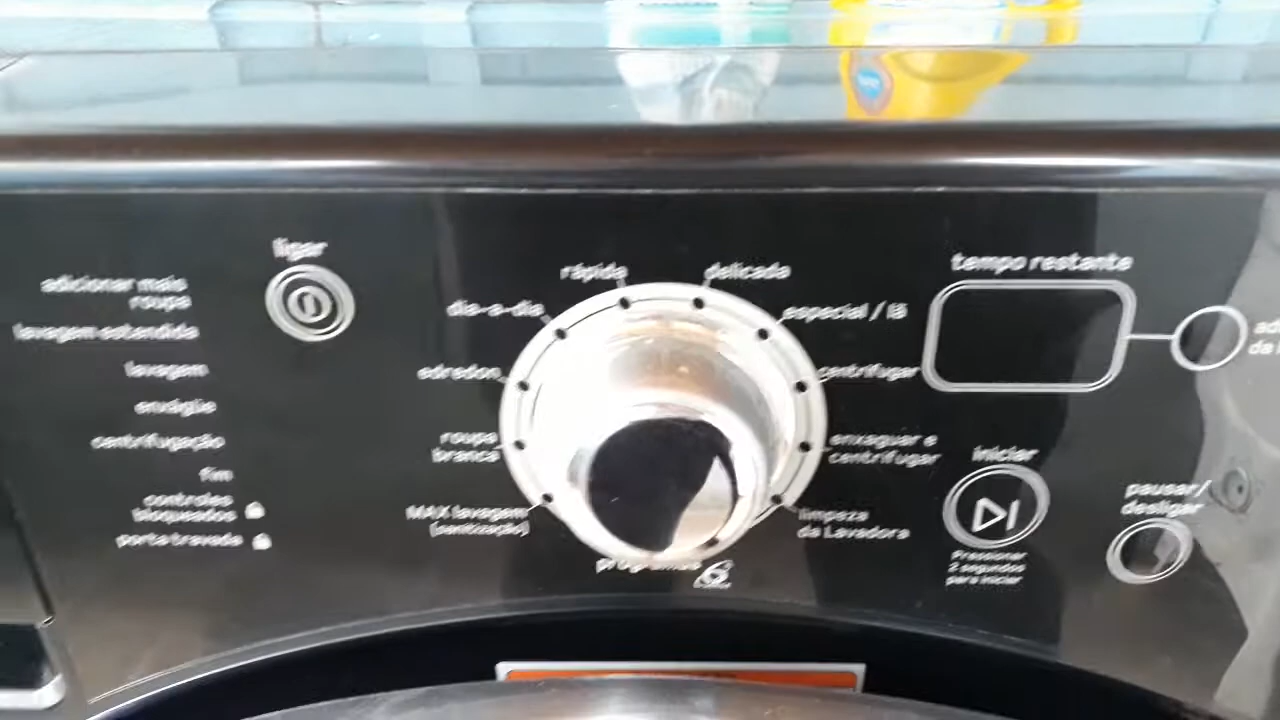 ligar
adicionar mais
roupa
lavagem estendida
lavagem
enxágüe
centrifugação
fim
controles
bloqueados
porta travada
rápida
delicada
dia-a-dia
especial / lã
edredon
centrifugar
roupa
branca
enxaguar e
centrifugar
MAX lavagem
(sanitização)
limpeza
da Lavadora
programas
tempo restante
iniciar
Pressionar
2 segundos
para iniciar
pausar/
desligar